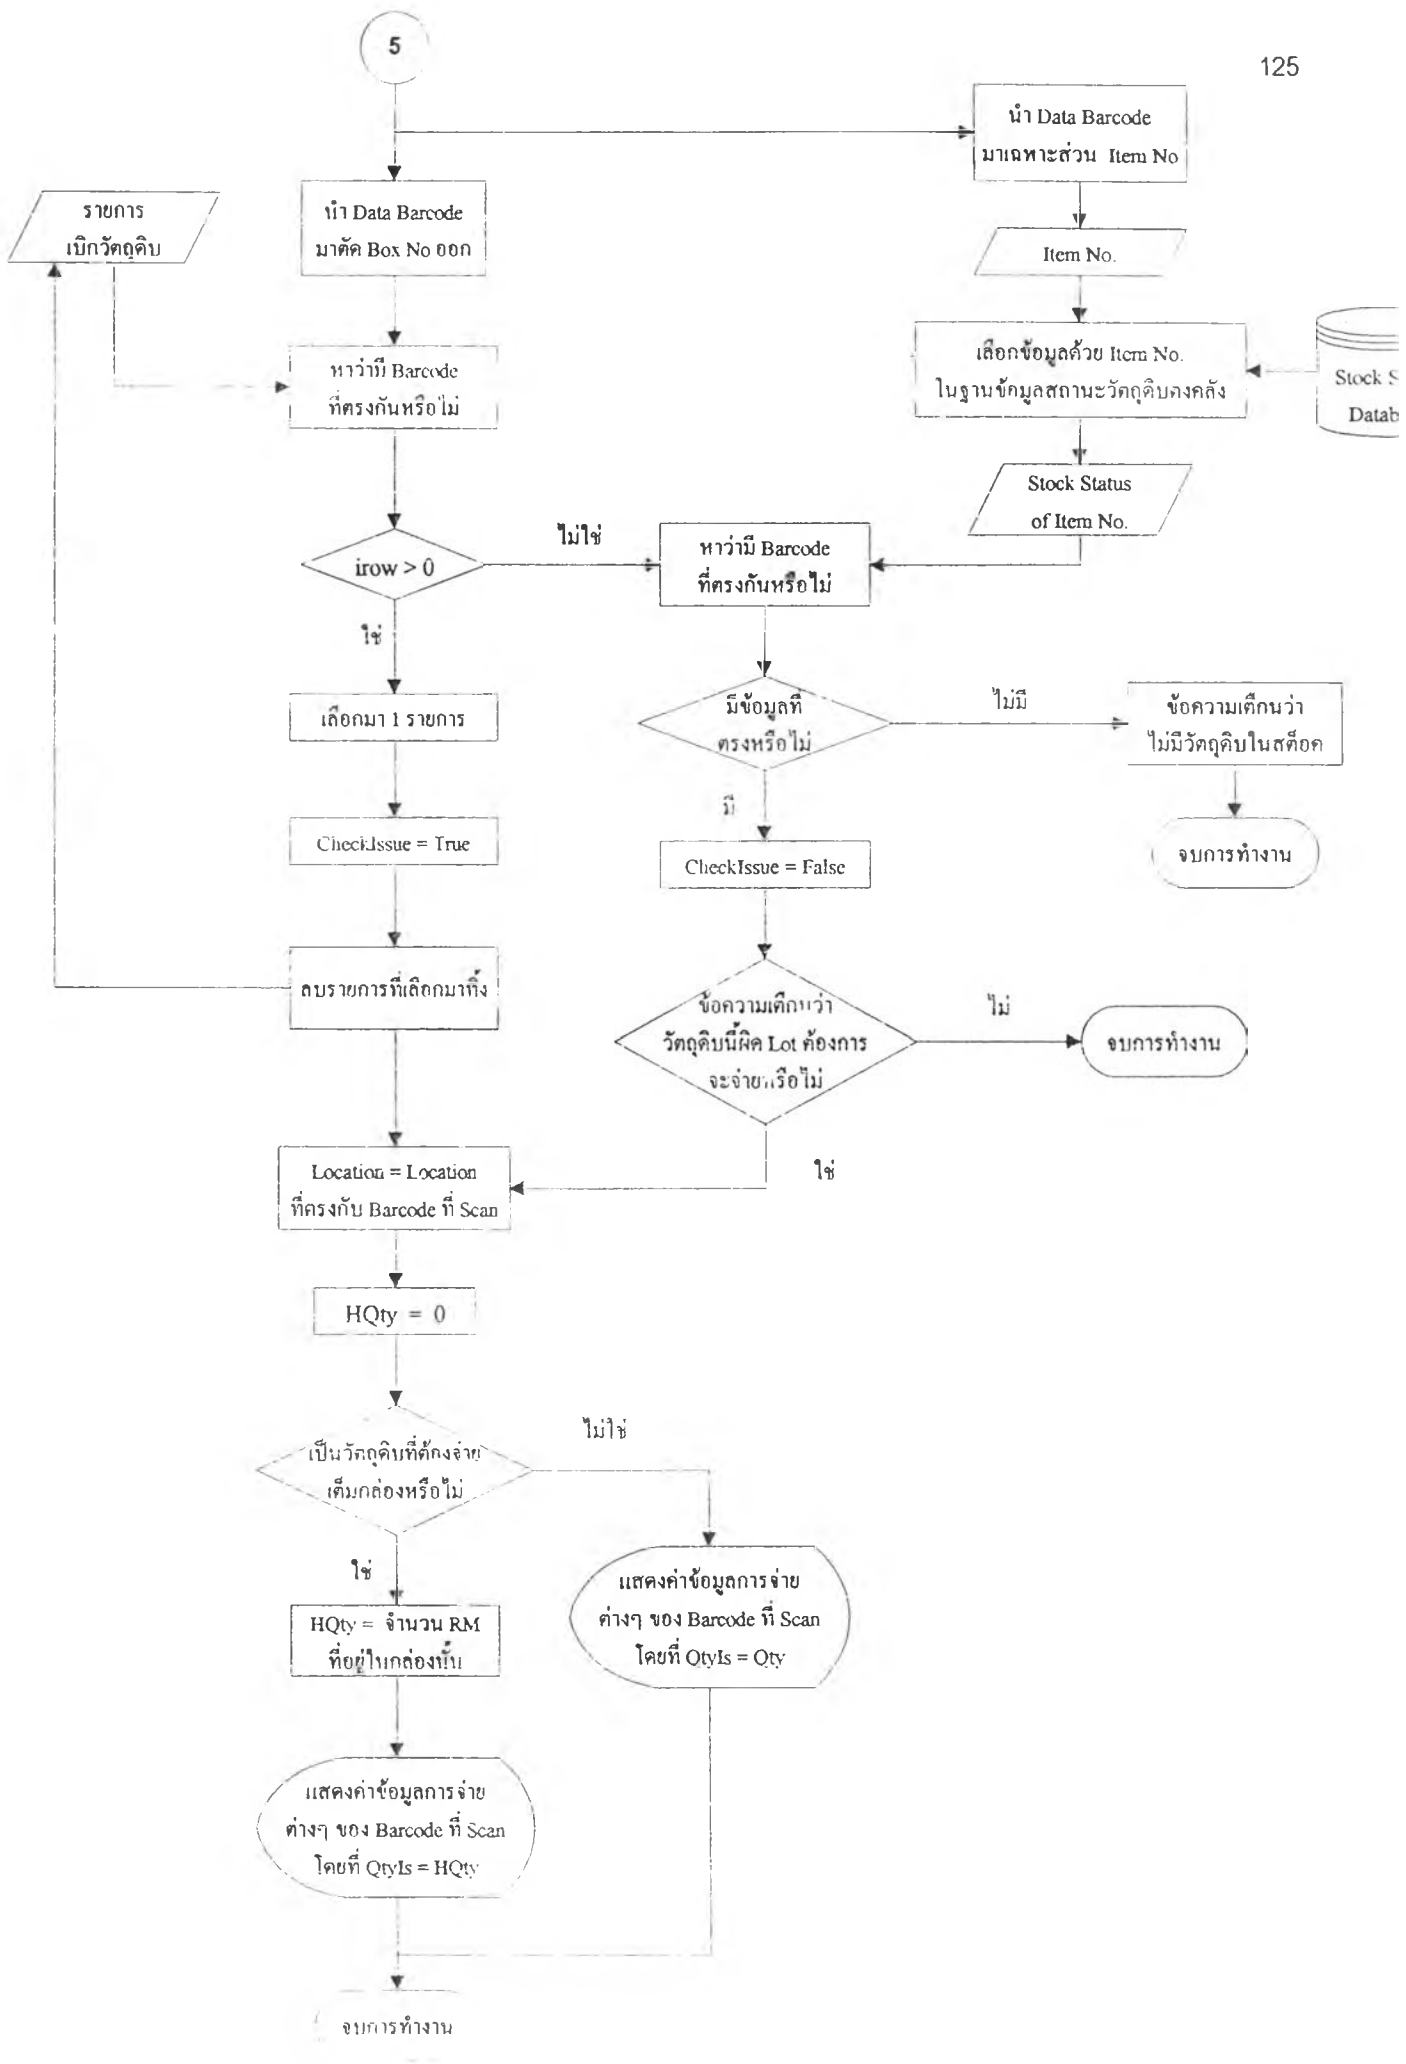 5
125
นำ Data Barcode
มาเฉพาะส่วน Item No
รายการ
เบิกวัตถุดิบ
นำ Data Barcode
มาตัด Box No ออก
Item No.
หาว่ามี Barcode
ที่ตรงกันหรือไม่
เลือกข้อมูลด้วย Item No.
ในฐานข้อมูลสถานะวัตถุดิบคงคลัง
Stock S
Datab
Stock Status
of Item No.
irow > 0
ไม่ใช่
หาว่ามี Barcode
ที่ตรงกันหรือไม่
ใช่
เลือกมา 1 รายการ
มีข้อมูลที่
ตรงหรือไม่
ไม่มี
ข้อความเตือนว่า
ไม่มีวัตถุดิบในสต็อค
มี
CheckIssue = True
CheckIssue = False
จบการทำงาน
ลบรายการที่เลือกมาทิ้ง
ข้อความเตือนว่า
วัตถุดิบนี้ผิด Lot ต้องการ
จะจ่ายหรือไม่
ไม่
จบการทำงาน
ใช่
Location = Location
ที่ตรงกับ Barcode ที่ Scan
HQty = 0
เป็นวัตถุดิบที่ต้องจ่าย
เต็มกล่องหรือไม่
ไม่ใช่
ใช่
HQty = จำนวน RM
ที่อยู่ในกล่องนั้น
แสดงค่าข้อมูลการจ่าย
ต่างๆ ของ Barcode ที่ Scan
โดยที่ QtyIs = Qty
แสดงค่าข้อมูลการจ่าย
ต่างๆ ของ Barcode ที่ Scan
โดยที่ QtyIs = HQty
จบการทำงาน